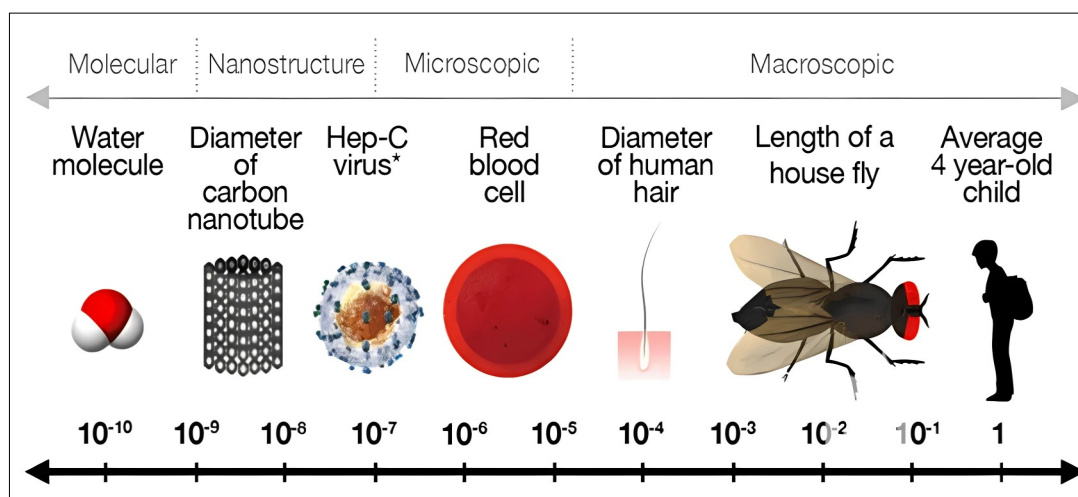 Molecular Nanostructure Microscopic Macroscopic
Water
molecule
Diameter
of
carbon
nanotube
Hep-C
virus*
Red
blood
cell
Diameter
of human
hair
Length of a
house fly
Average
4 year-old
child
10⁻¹⁰ 10⁻⁹ 10⁻⁸ 10⁻⁷ 10⁻⁶ 10⁻⁵ 10⁻⁴ 10⁻³ 10⁻² 10⁻¹ 1